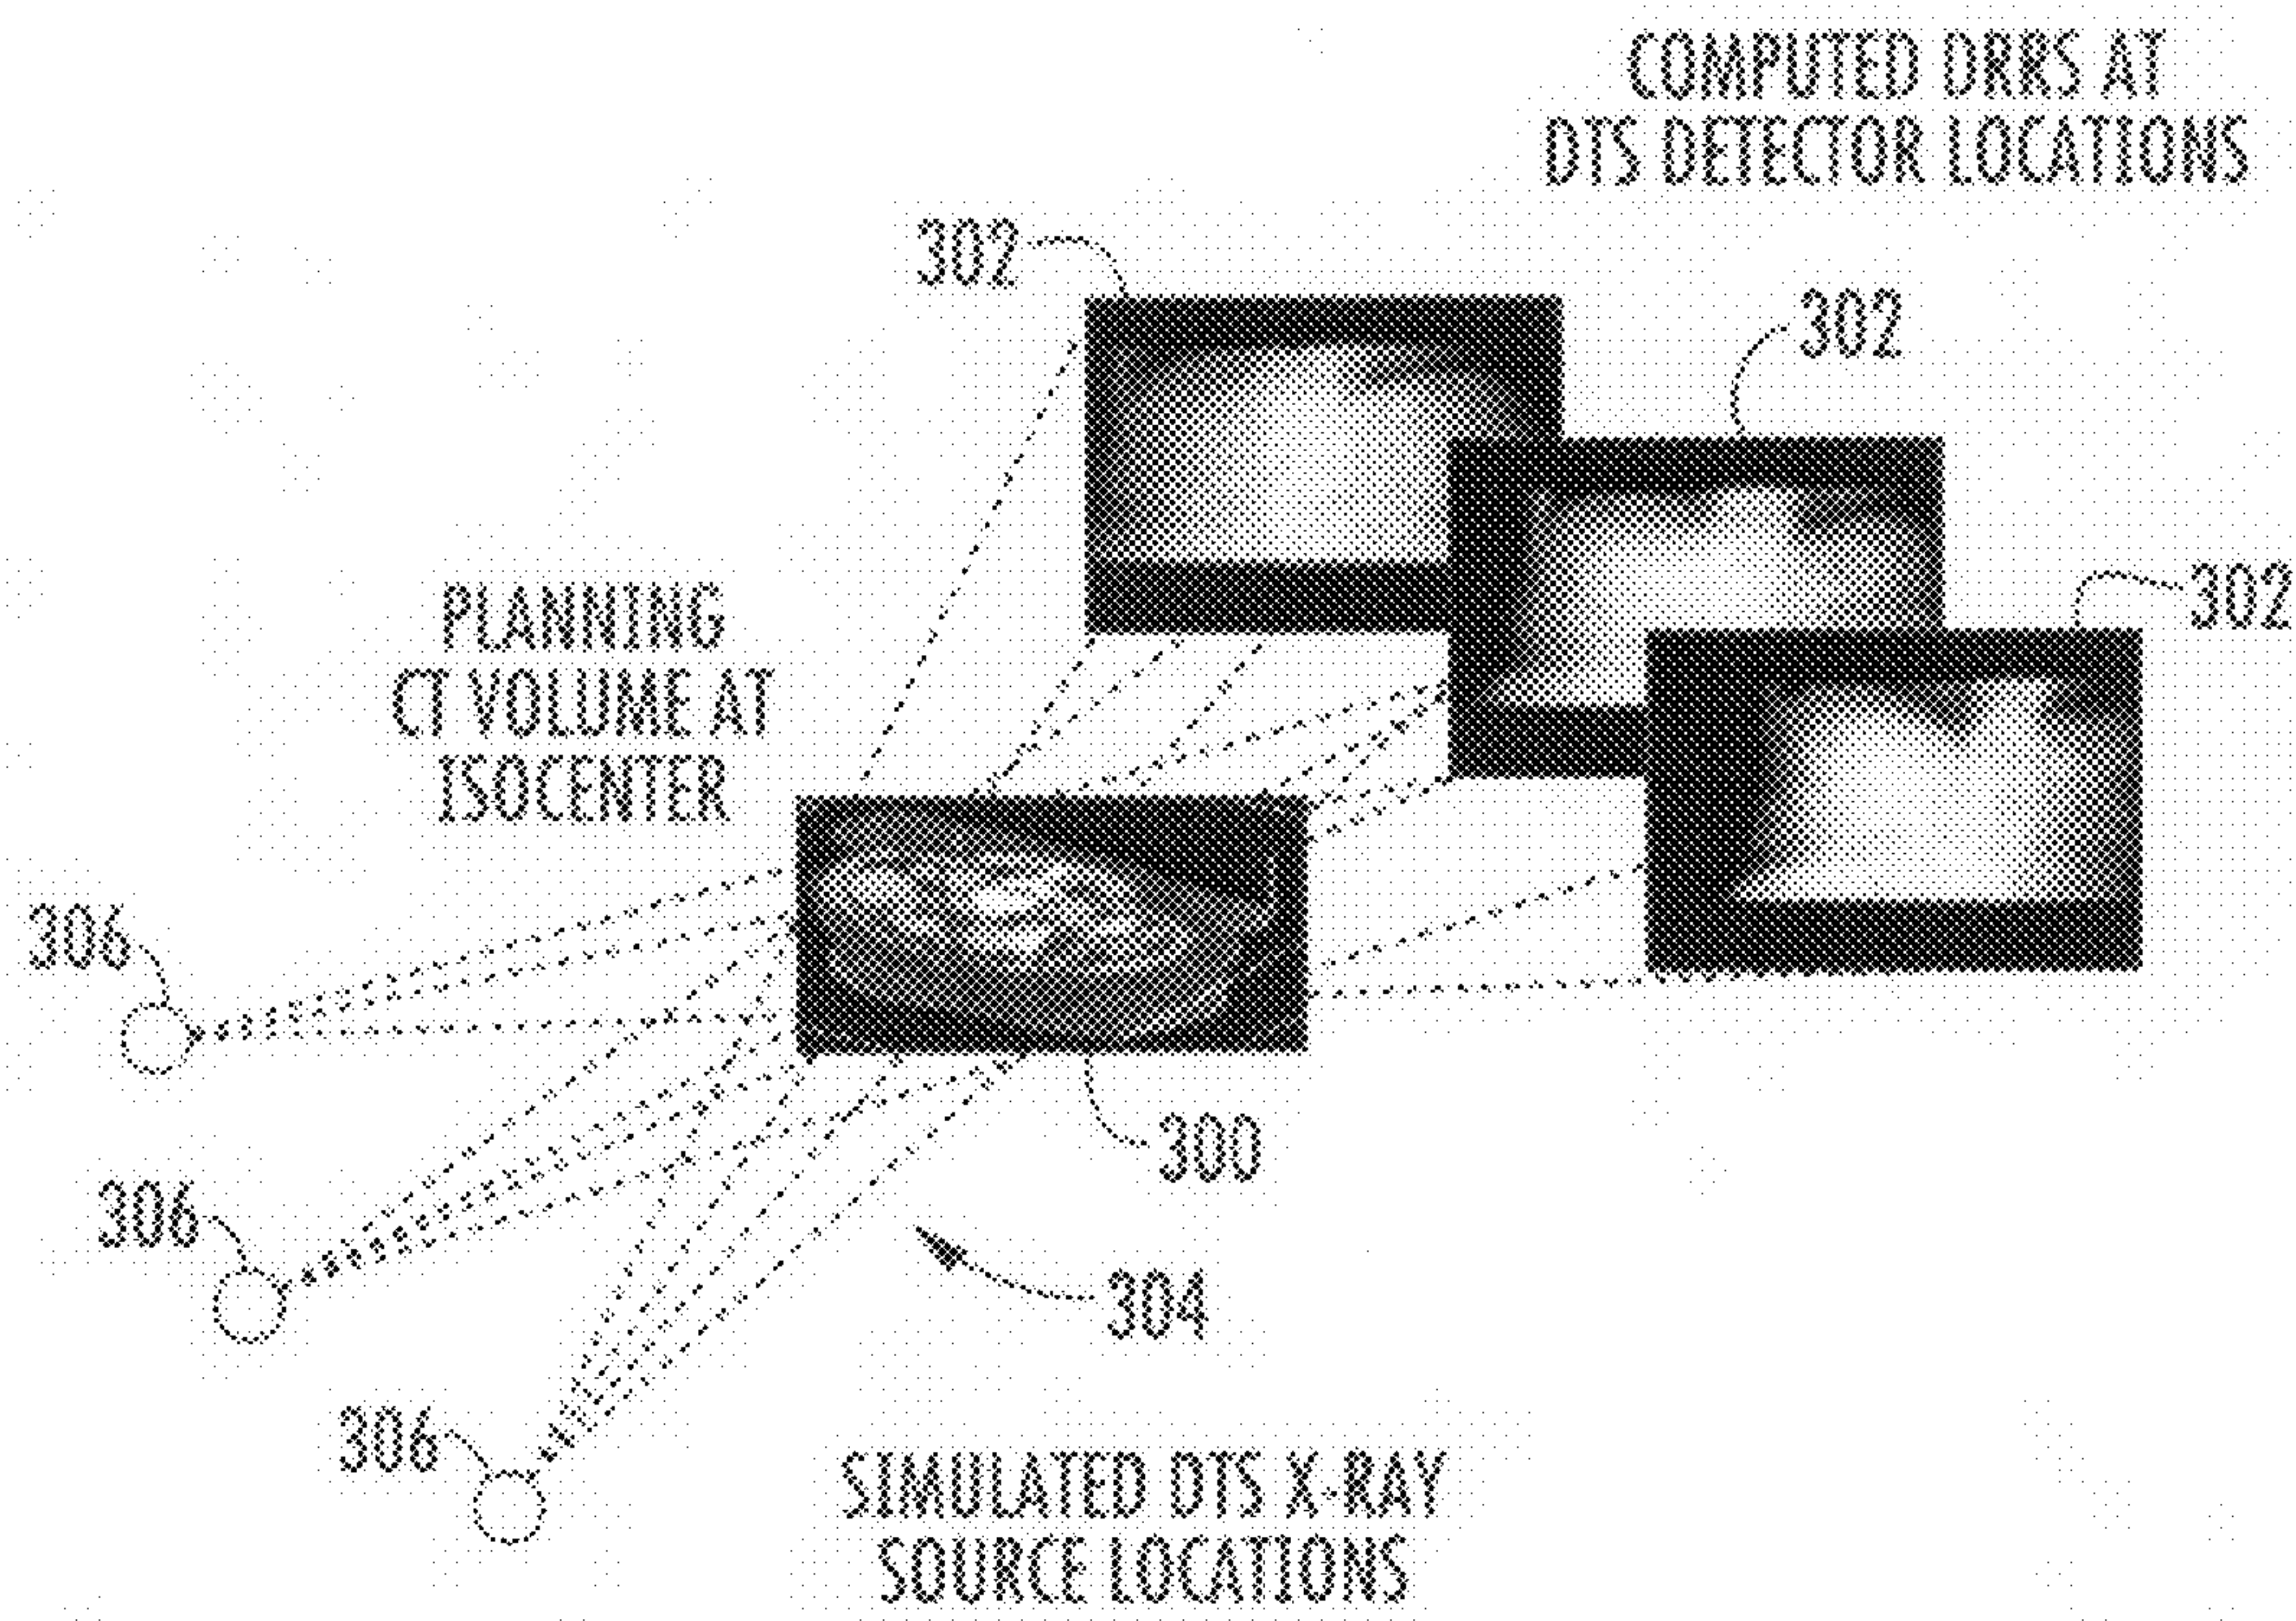 COMPUTED DRRS AT
DTS DETECTOR LOCATIONS
302
302
302
PLANNING
CT VOLUME AT
ISOCENTER
306
300
306
304
306
SIMULATED DTS X-RAY
SOURCE LOCATIONS